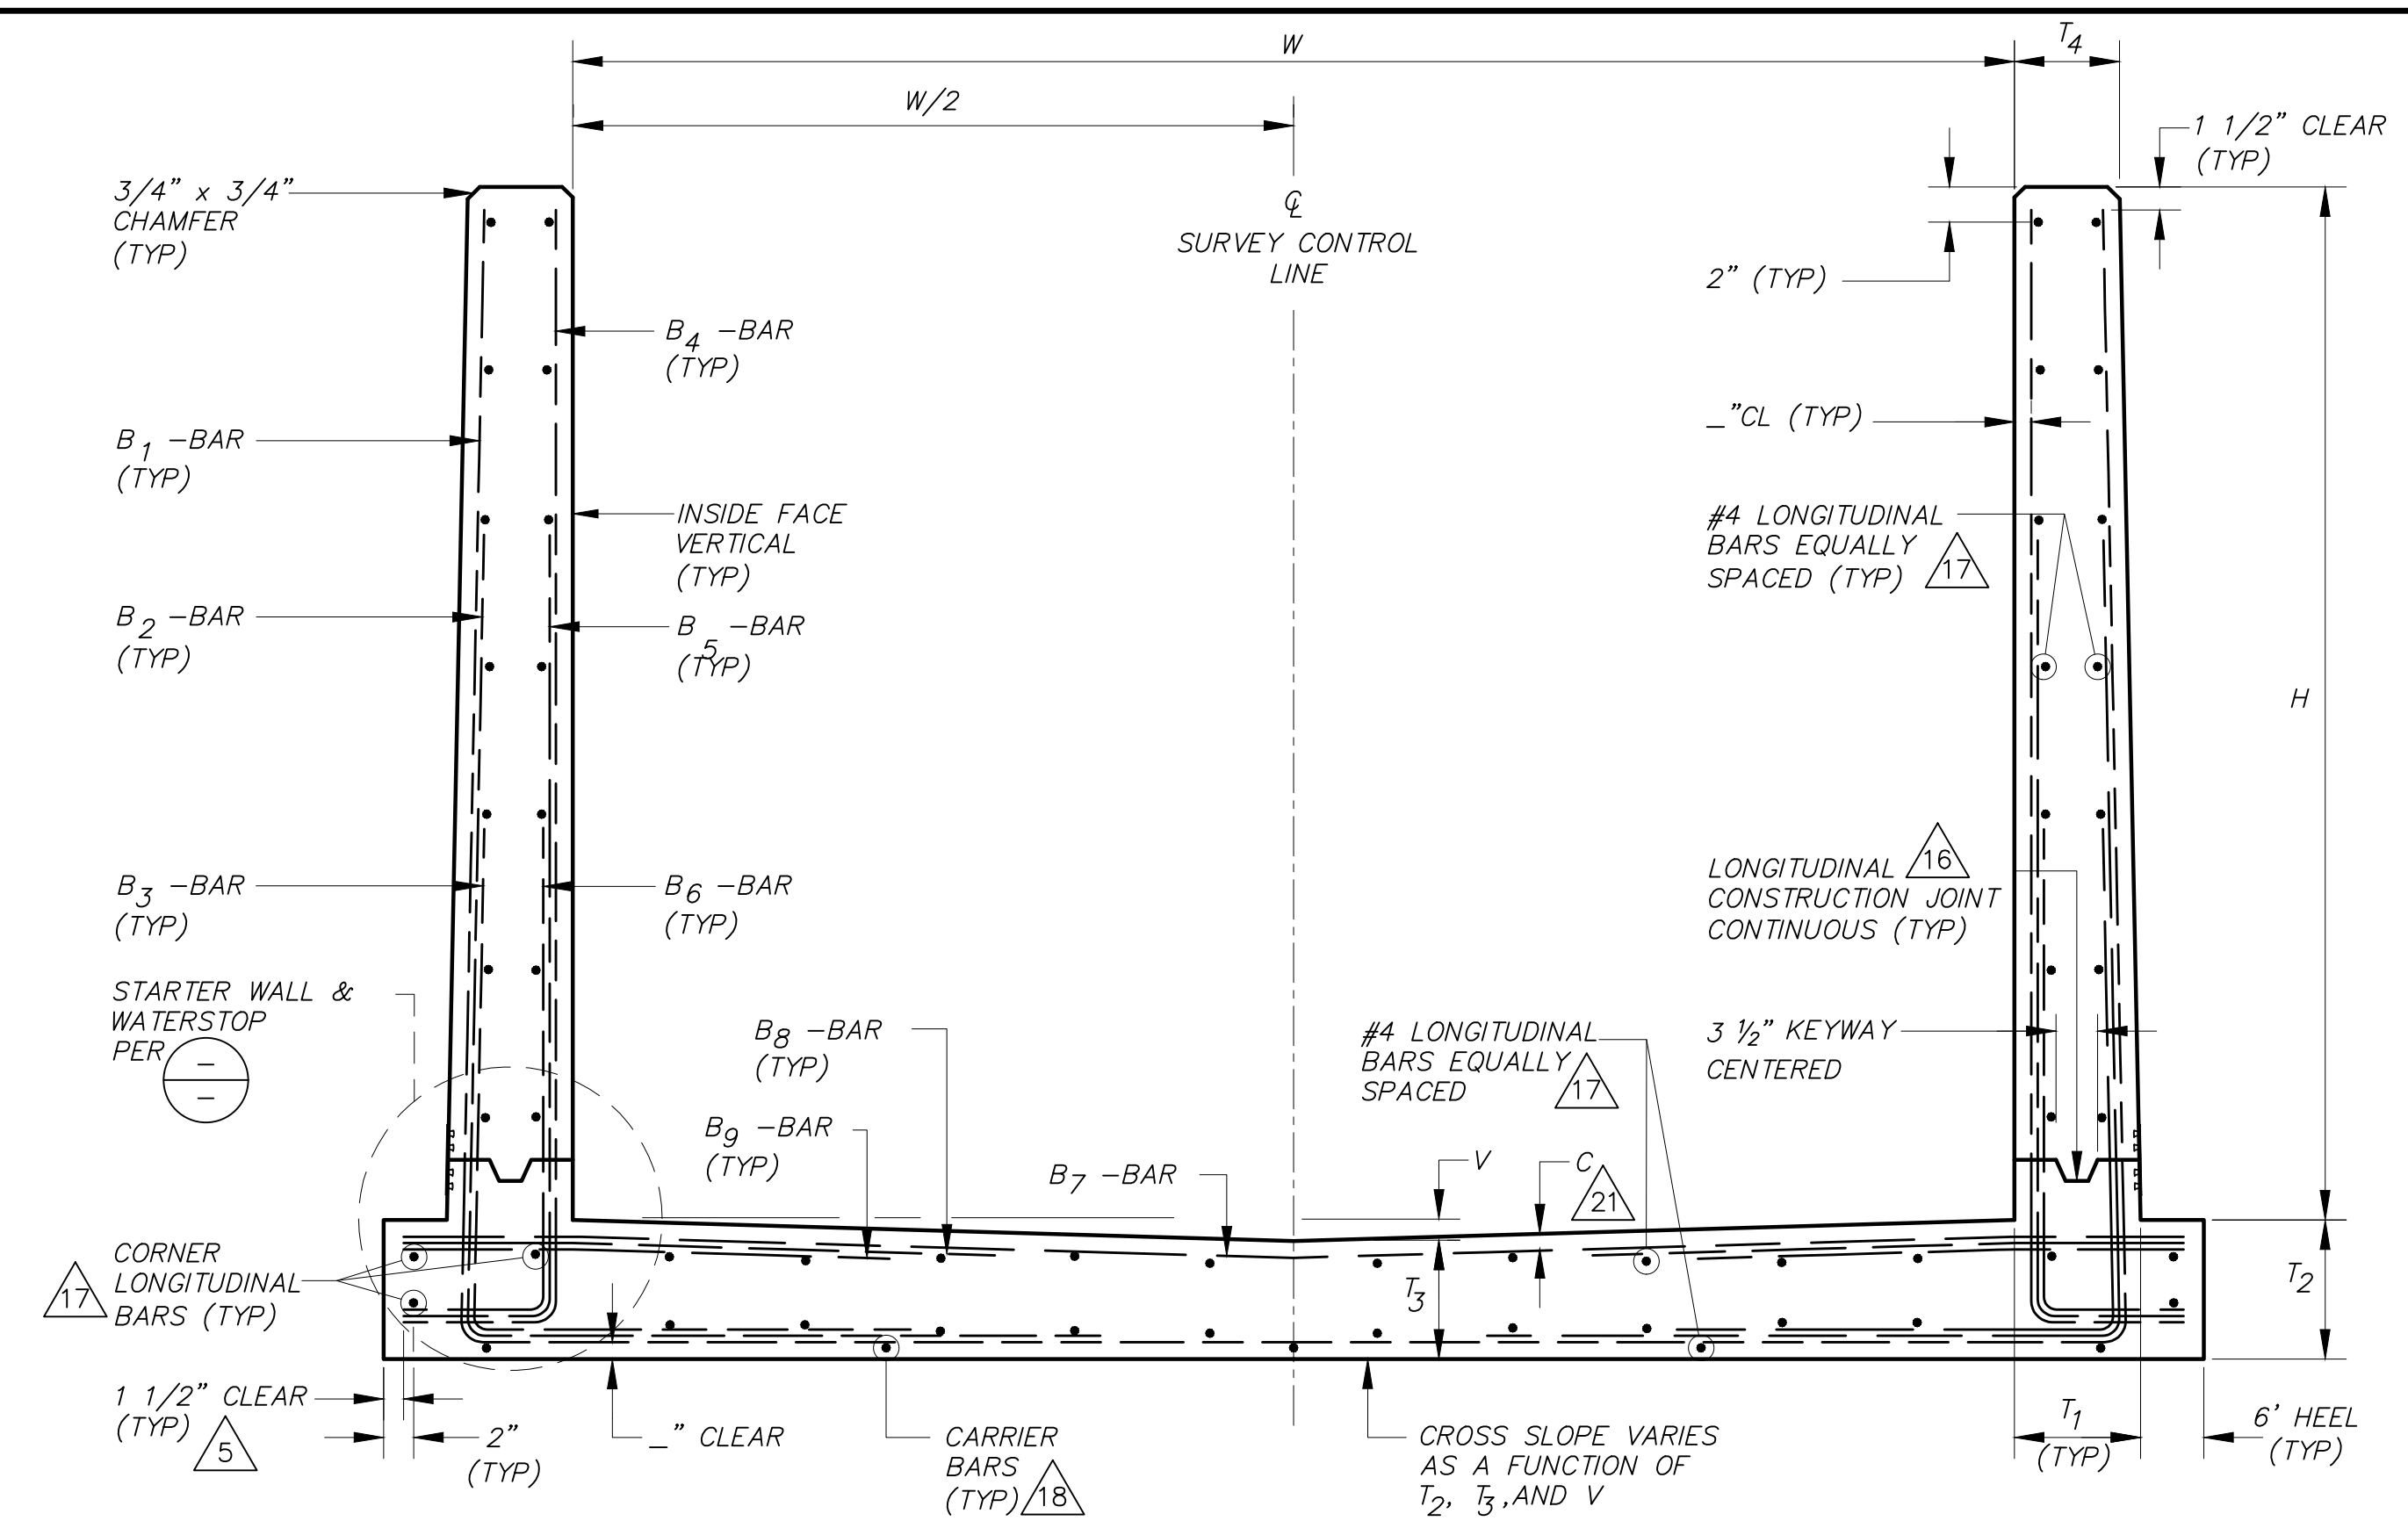 W
T4
W/2
1 1/2" CLEAR
(TYP)
3/4" x 3/4"
CHAMFER
(TYP)
℄
SURVEY CONTROL
LINE
2" (TYP)
B4 -BAR
(TYP)
_"CL (TYP)
B1 -BAR
(TYP)
INSIDE FACE
VERTICAL
(TYP)
#4 LONGITUDINAL
BARS EQUALLY
SPACED (TYP) 17
B2 -BAR
(TYP)
B5 -BAR
(TYP)
H
B3 -BAR
(TYP)
B6 -BAR
(TYP)
LONGITUDINAL 16
CONSTRUCTION JOINT
CONTINUOUS (TYP)
STARTER WALL &
WATERSTOP
PER - -
B8 -BAR
(TYP)
#4 LONGITUDINAL
BARS EQUALLY
SPACED 17
3 ½" KEYWAY
CENTERED
B9 -BAR
(TYP)
B7 -BAR
V
C
21
CORNER
LONGITUDINAL
BARS (TYP)
17
T3
T2
1 1/2" CLEAR
(TYP) 5
2"
(TYP)
_" CLEAR
CARRIER
BARS
(TYP) 18
CROSS SLOPE VARIES
AS A FUNCTION OF
T2, T3, AND V
T1
(TYP)
6' HEEL
(TYP)